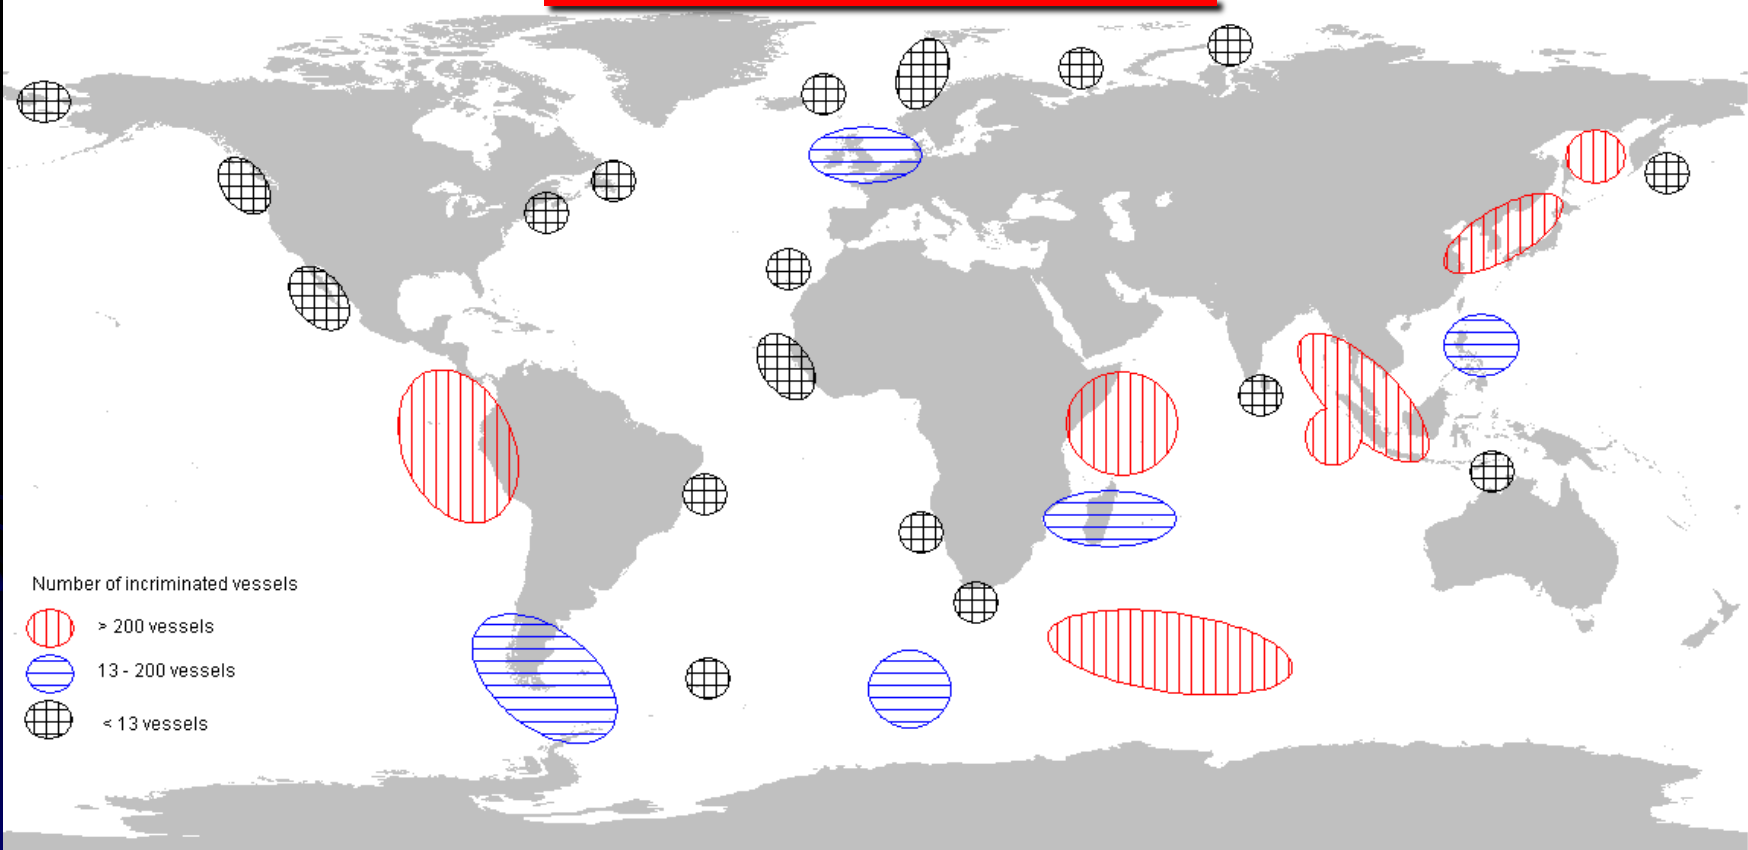 Number of incriminated vessels
> 200 vessels
13 - 200 vessels
< 13 vessels